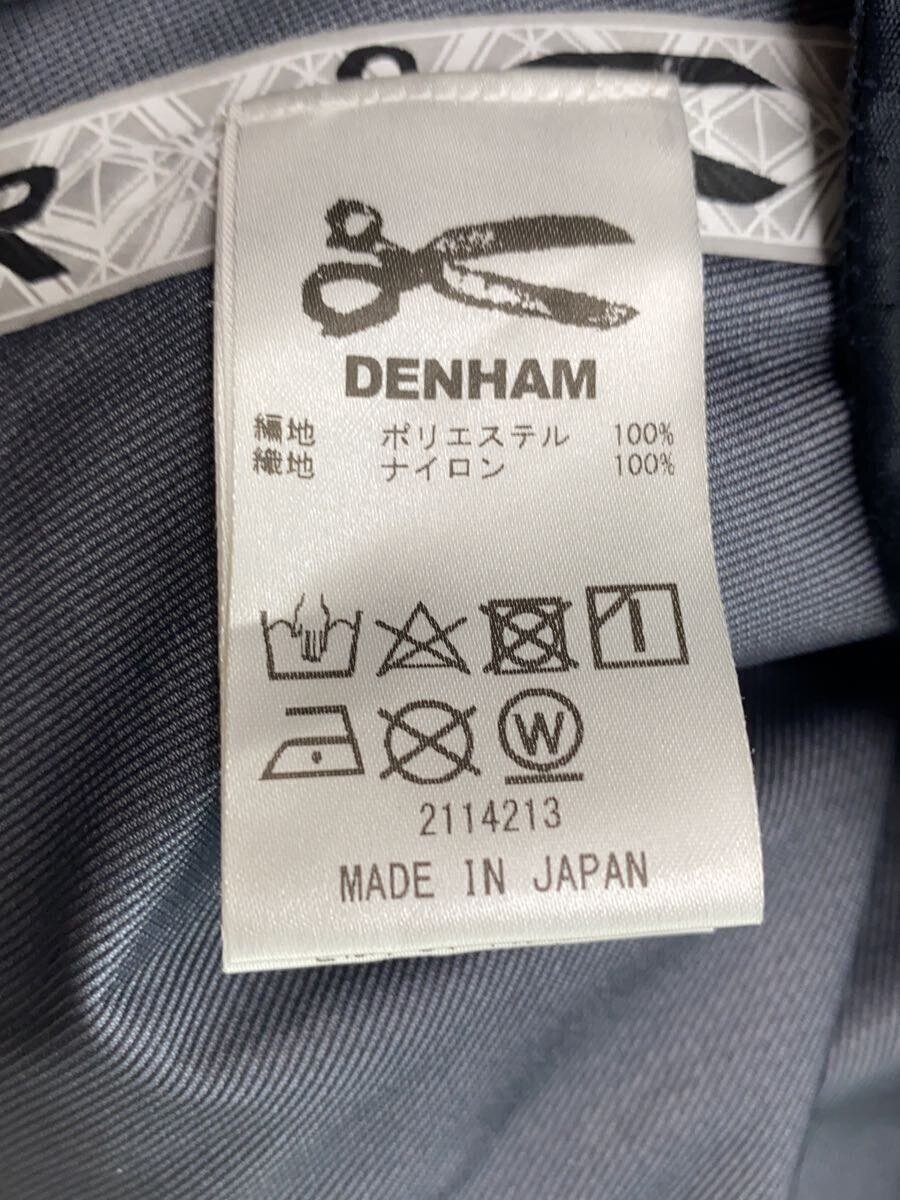 R
DENHAM
編地 ポリエステル 100%
織地 ナイロン 100%
W
2114213
MADE IN JAPAN